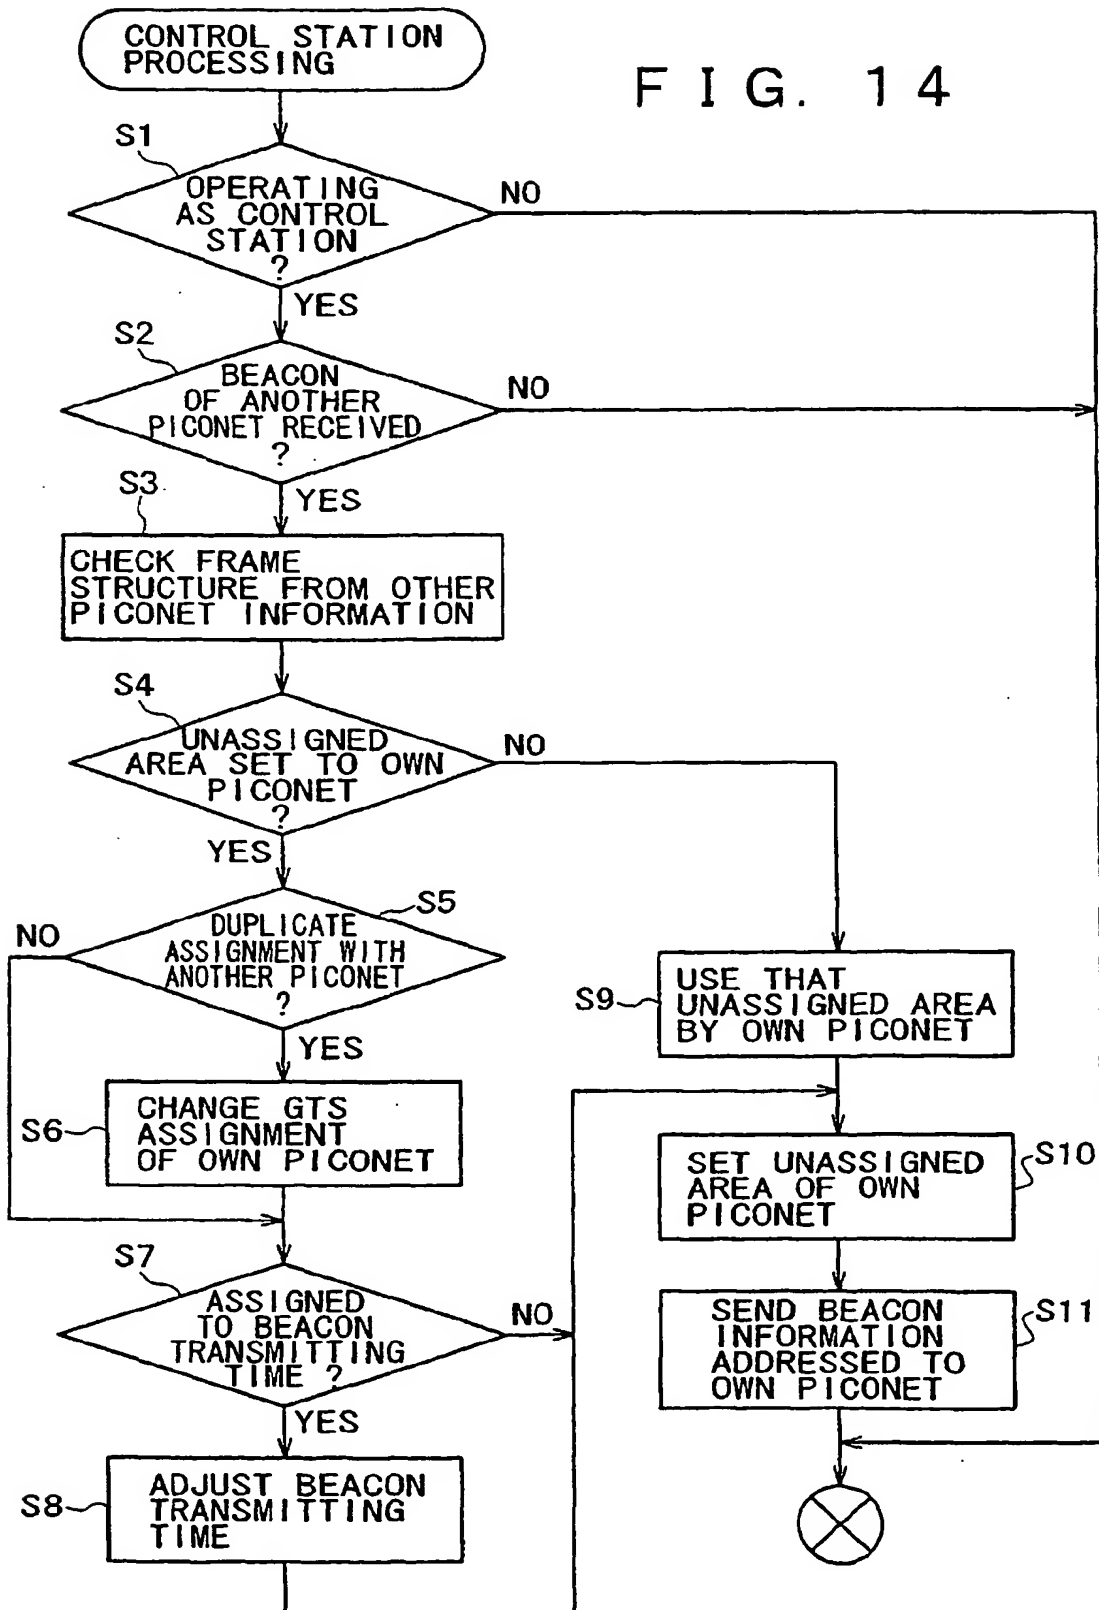 CONTROL STATION
PROCESSING
FIG. 14
S1
OPERATING
AS CONTROL
STATION
?
NO
YES
S2
BEACON
OF ANOTHER
PICONET RECEIVED
?
NO
YES
S3
CHECK FRAME
STRUCTURE FROM OTHER
PICONET INFORMATION
S4
UNASSIGNED
AREA SET TO OWN
PICONET
?
NO
YES
S5
DUPLICATE
ASSIGNMENT WITH
ANOTHER PICONET
?
NO
YES
S6
CHANGE GTS
ASSIGNMENT
OF OWN PICONET
S7
ASSIGNED
TO BEACON
TRANSMITTING
TIME ?
NO
YES
S8
ADJUST BEACON
TRANSMITTING
TIME
S9
USE THAT
UNASSIGNED AREA
BY OWN PICONET
S10
SET UNASSIGNED
AREA OF OWN
PICONET
S11
SEND BEACON
INFORMATION
ADDRESSED TO
OWN PICONET